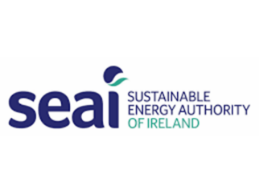 seai
SUSTAINABLE
ENERGY AUTHORITY
OF IRELAND